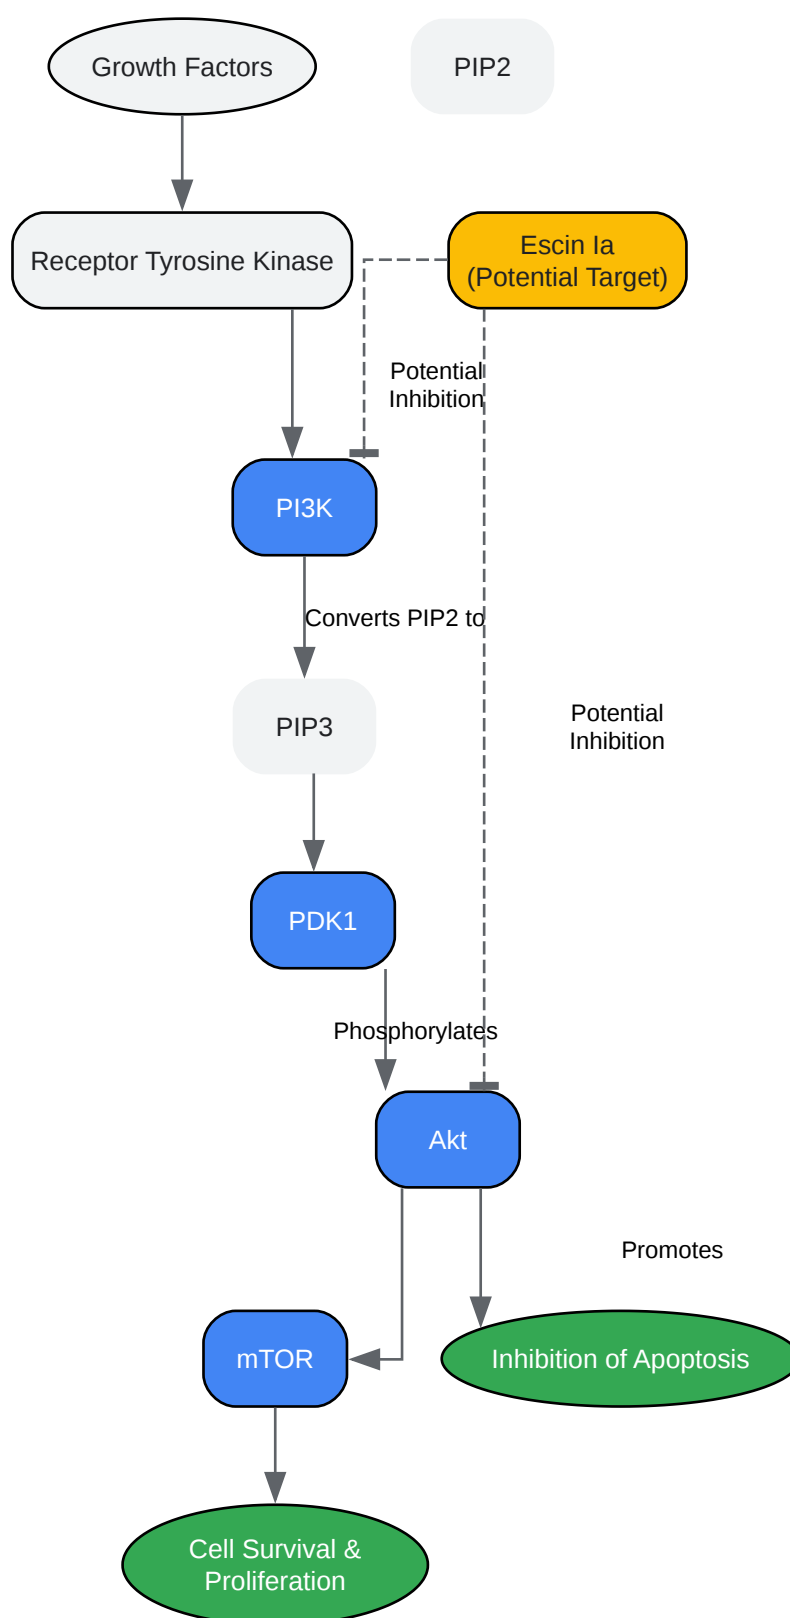 Growth Factors
PIP2
Receptor Tyrosine Kinase
Escin Ia
(Potential Target)
Potential
Inhibition
PI3K
Converts PIP2 to
PIP3
Potential
Inhibition
PDK1
Phosphorylates
Akt
Promotes
mTOR
Inhibition of Apoptosis
Cell Survival &
Proliferation